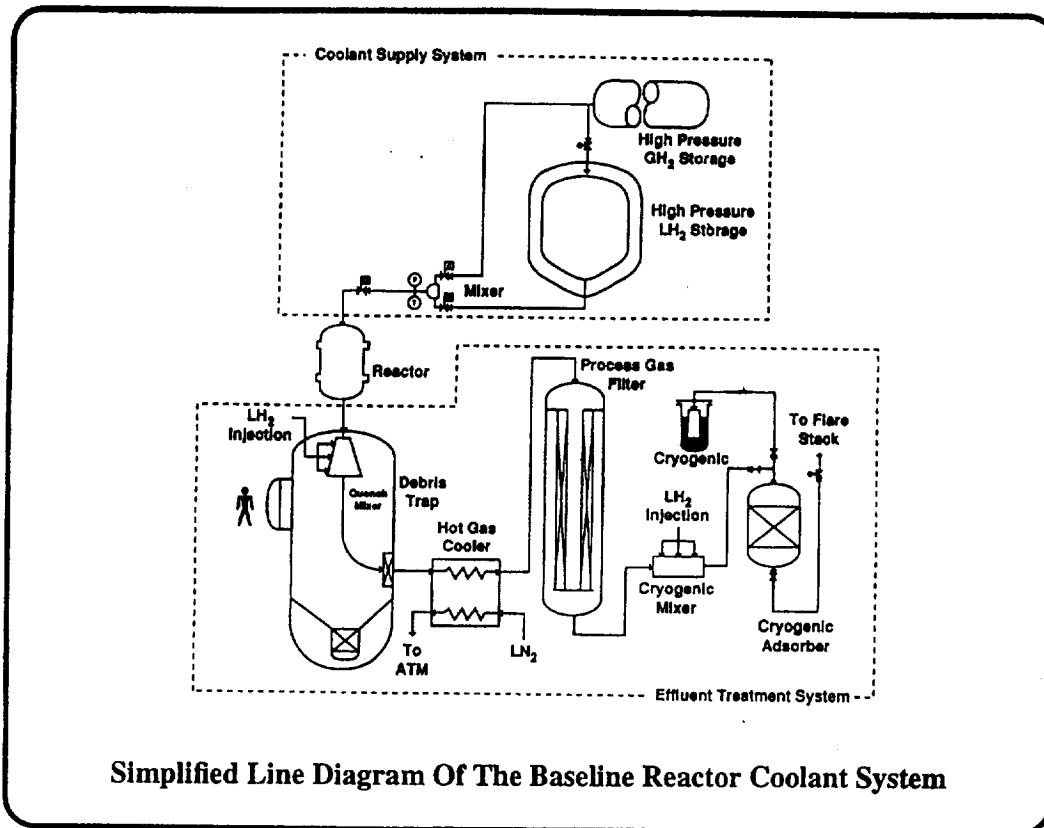 Coolant Supply System
High Pressure
GH₂ Storage
High Pressure
LH₂ Storage
P
T
Mixer
Reactor
LH₂
Injection
Quench
Mixer
Debris
Trap
Hot Gas
Cooler
To
ATM
LN₂
Process Gas
Filter
Cryogenic
To Flare
Stack
LH₂
Injection
Cryogenic
Mixer
Cryogenic
Adsorber
Effluent Treatment System
Simplified Line Diagram Of The Baseline Reactor Coolant System